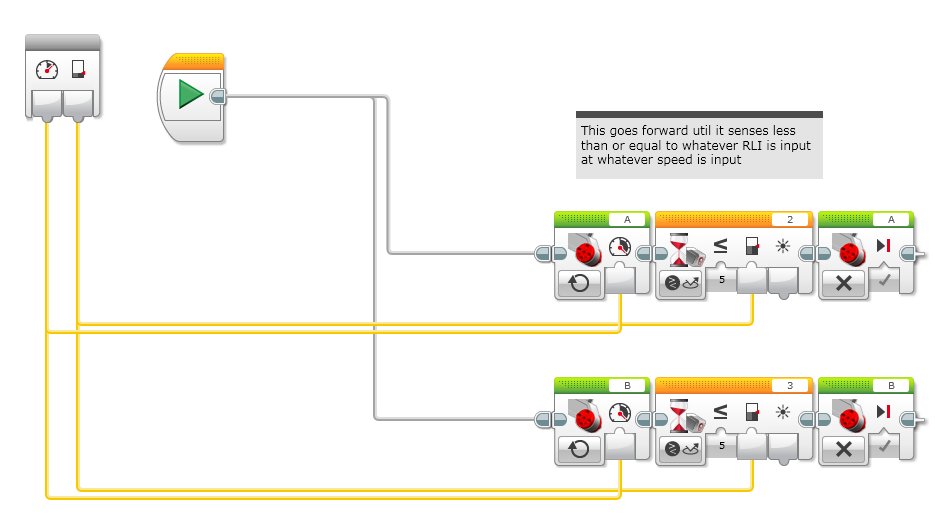 This goes forward util it senses less
than or equal to whatever RLI is input
at whatever speed is input
A
2
A
5
B
3
B
5